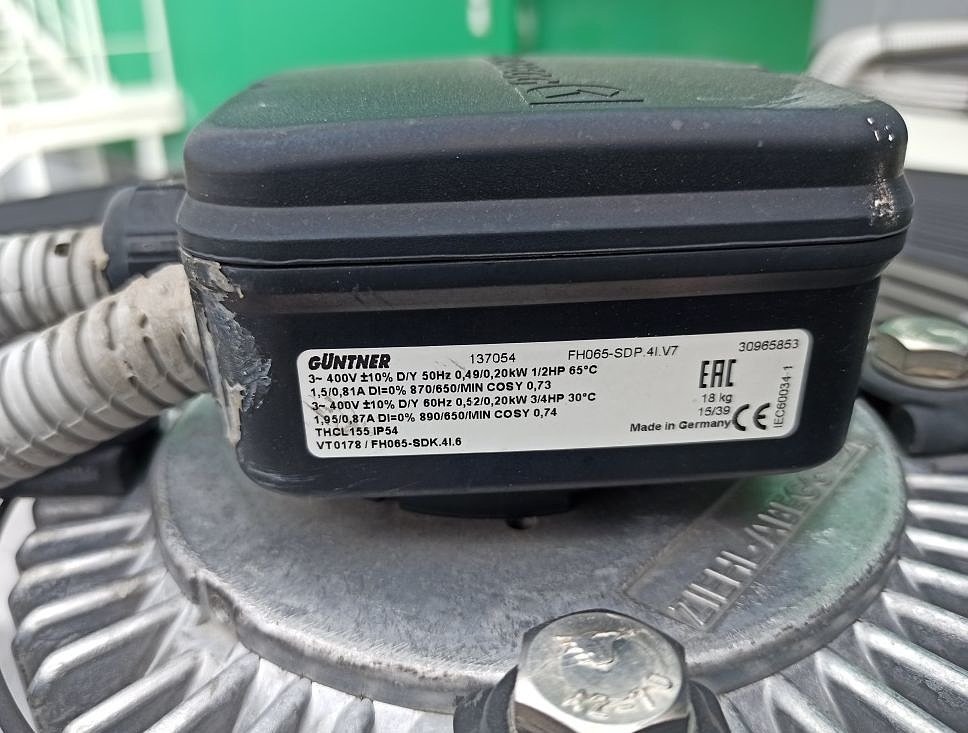 GÜNTNER 137054 FH065-SDP.4I.V7 30965853
3~ 400V ±10% D/Y 50Hz 0,49/0,20kW 1/2HP 65°C
1,5/0,81A DI=0% 870/650/MIN COSY 0,73
3~ 400V ±10% D/Y 60Hz 0,52/0,20kW 3/4HP 30°C
1,95/0,87A DI=0% 890/650/MIN COSY 0,74
THCL155 IP54
VT0178 / FH065-SDK.4I.6
EAC
18 kg
15/39
Made in Germany CE
IEC60034-1
ZIEHL-ABEGG